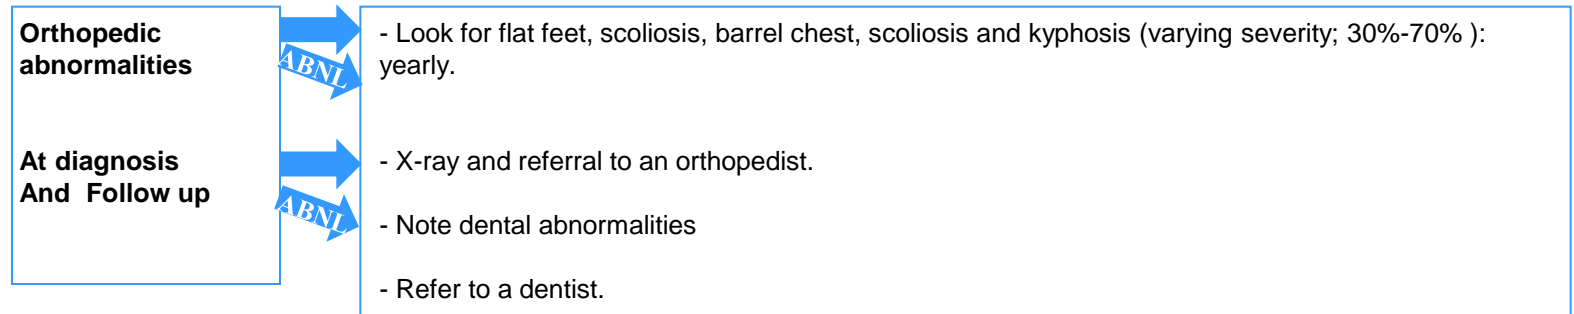 Orthopedic
abnormalities
ABNL
- Look for flat feet, scoliosis, barrel chest, scoliosis and kyphosis (varying severity; 30%-70% ):
yearly.
At diagnosis
And Follow up
ABNL
- X-ray and referral to an orthopedist.
- Note dental abnormalities
- Refer to a dentist.